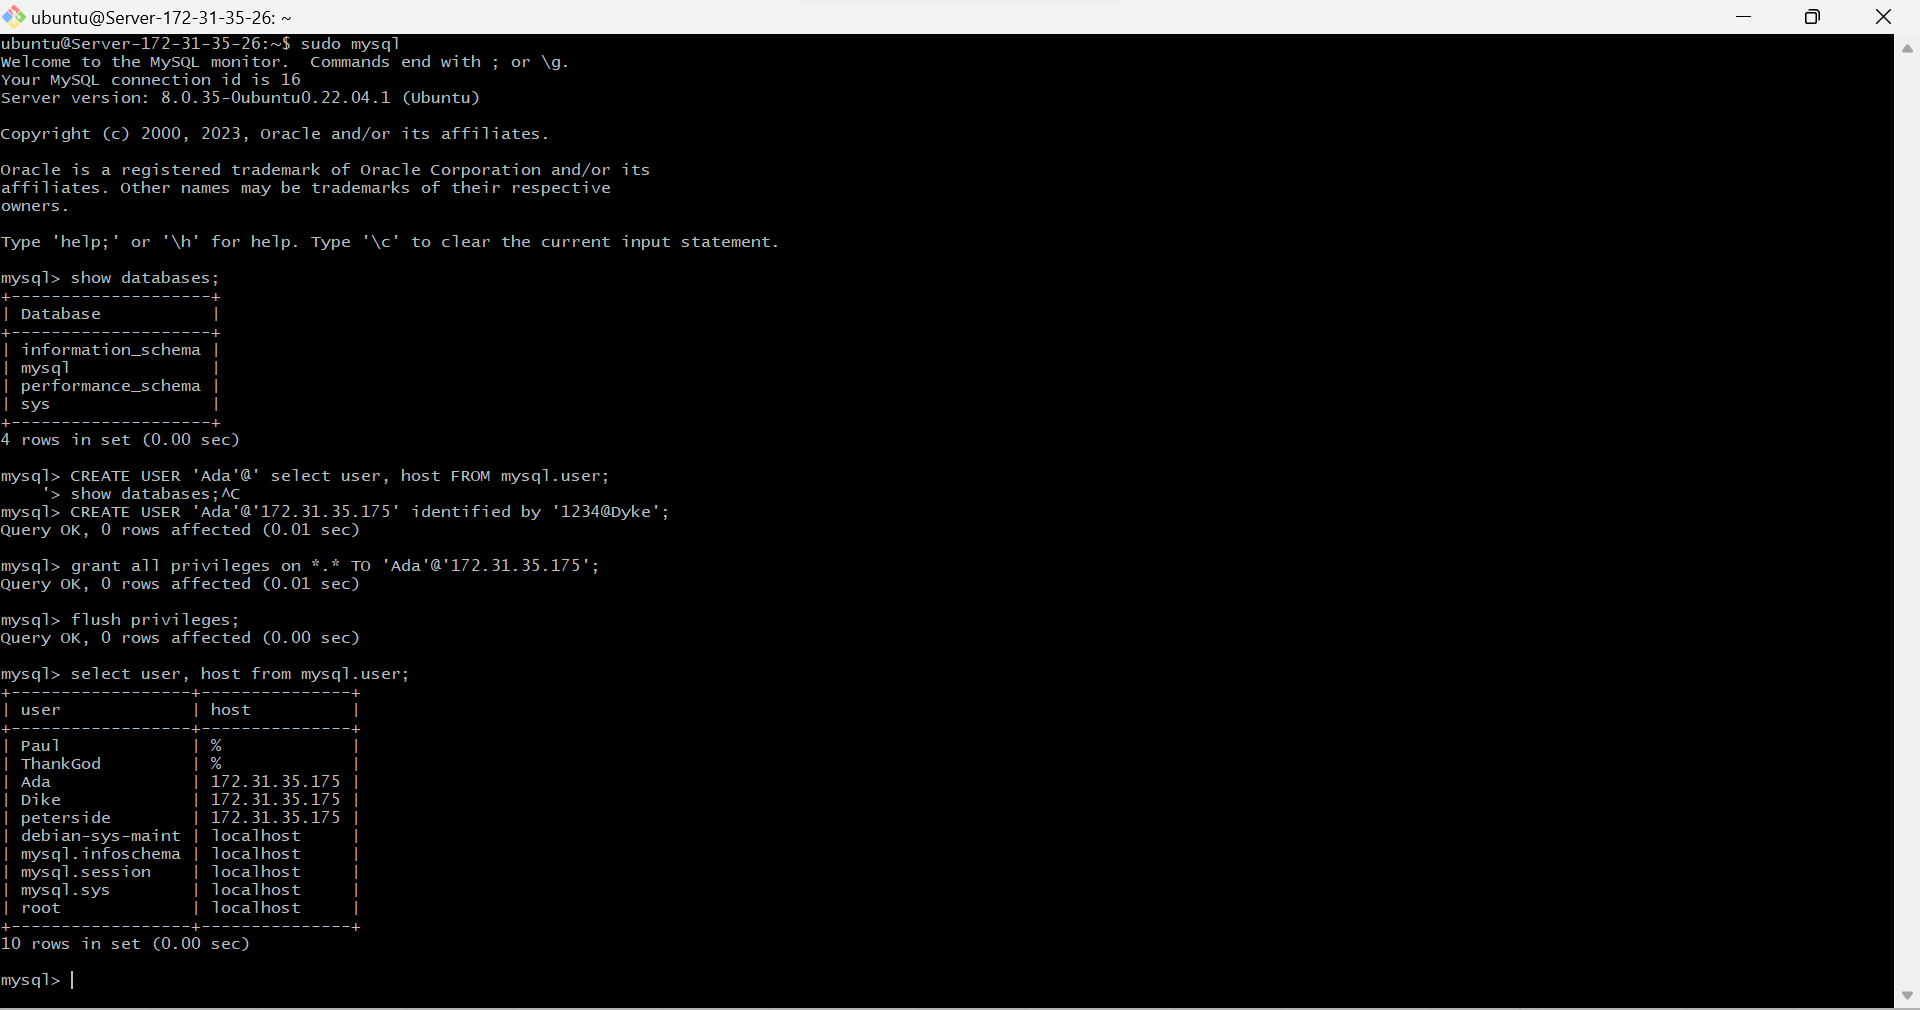 ubuntu@Server-172-31-35-26: ~
ubuntu@Server-172-31-35-26:~$ sudo mysql
Welcome to the MySQL monitor.  Commands end with ; or \g.
Your MySQL connection id is 16
Server version: 8.0.35-0ubuntu0.22.04.1 (Ubuntu)

Copyright (c) 2000, 2023, Oracle and/or its affiliates.

Oracle is a registered trademark of Oracle Corporation and/or its
affiliates. Other names may be trademarks of their respective
owners.

Type 'help;' or '\h' for help. Type '\c' to clear the current input statement.

mysql> show databases;
+--------------------+
| Database           |
+--------------------+
| information_schema |
| mysql              |
| performance_schema |
| sys                |
+--------------------+
4 rows in set (0.00 sec)

mysql> CREATE USER 'Ada'@' select user, host FROM mysql.user;
    '> show databases;^C
mysql> CREATE USER 'Ada'@'172.31.35.175' identified by '1234@Dyke';
Query OK, 0 rows affected (0.01 sec)

mysql> grant all privileges on *.* TO 'Ada'@'172.31.35.175';
Query OK, 0 rows affected (0.01 sec)

mysql> flush privileges;
Query OK, 0 rows affected (0.00 sec)

mysql> select user, host from mysql.user;
+------------------+---------------+
| user             | host          |
+------------------+---------------+
| Paul             | %             |
| ThankGod         | %             |
| Ada              | 172.31.35.175 |
| Dike             | 172.31.35.175 |
| peterside        | 172.31.35.175 |
| debian-sys-maint | localhost     |
| mysql.infoschema | localhost     |
| mysql.session    | localhost     |
| mysql.sys        | localhost     |
| root             | localhost     |
+------------------+---------------+
10 rows in set (0.00 sec)

mysql>